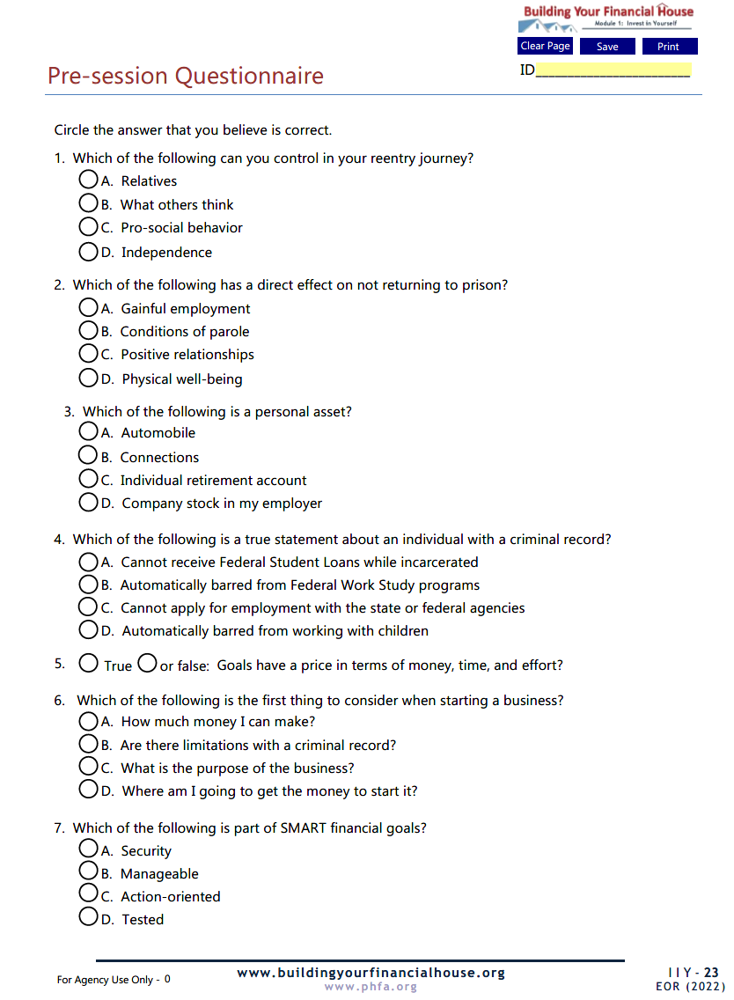 Building Your Financial House
Module 1: Invest in Yourself
Clear Page Save Print
Pre-session Questionnaire
ID________________________
Circle the answer that you believe is correct.
1. Which of the following can you control in your reentry journey?
A. Relatives
B. What others think
C. Pro-social behavior
D. Independence
2. Which of the following has a direct effect on not returning to prison?
A. Gainful employment
B. Conditions of parole
C. Positive relationships
D. Physical well-being
3. Which of the following is a personal asset?
A. Automobile
B. Connections
C. Individual retirement account
D. Company stock in my employer
4. Which of the following is a true statement about an individual with a criminal record?
A. Cannot receive Federal Student Loans while incarcerated
B. Automatically barred from Federal Work Study programs
C. Cannot apply for employment with the state or federal agencies
D. Automatically barred from working with children
5. True or false: Goals have a price in terms of money, time, and effort?
6. Which of the following is the first thing to consider when starting a business?
A. How much money I can make?
B. Are there limitations with a criminal record?
C. What is the purpose of the business?
D. Where am I going to get the money to start it?
7. Which of the following is part of SMART financial goals?
A. Security
B. Manageable
C. Action-oriented
D. Tested
For Agency Use Only - 0
www.buildingyourfinancialhouse.org
www.phfa.org
IIY - 23
EOR (2022)